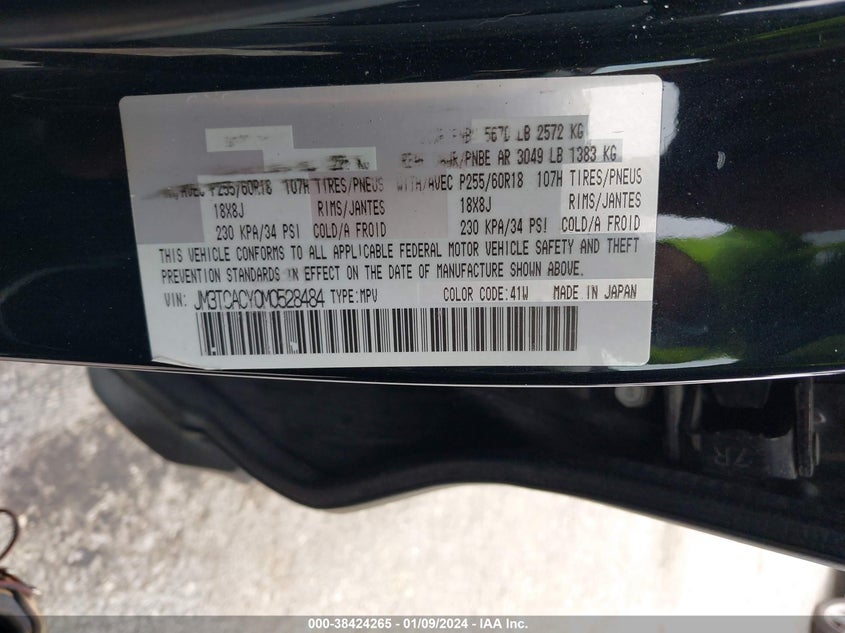 5670 LB 2572 KG
/PNBE AR 3049 LB 1383 KG
P255/60R18 107H TIRES/PNEUS WITH/AVEC P255/60R18 107H TIRES/PNEUS
18X8J RIMS/JANTES 18X8J RIMS/JANTES
230 KPA/34 PSI COLD/A FROID 230 KPA/34 PSI COLD/A FROID
THIS VEHICLE CONFORMS TO ALL APPLICABLE FEDERAL MOTOR VEHICLE SAFETY AND THEFT
PREVENTION STANDARDS IN EFFECT ON THE DATE OF MANUFACTURE SHOWN ABOVE.
VIN: JM3TCACY0M0528484 TYPE:MPV COLOR CODE:41W MADE IN JAPAN
7R
000-38424265 - 01/09/2024 - IAA Inc.